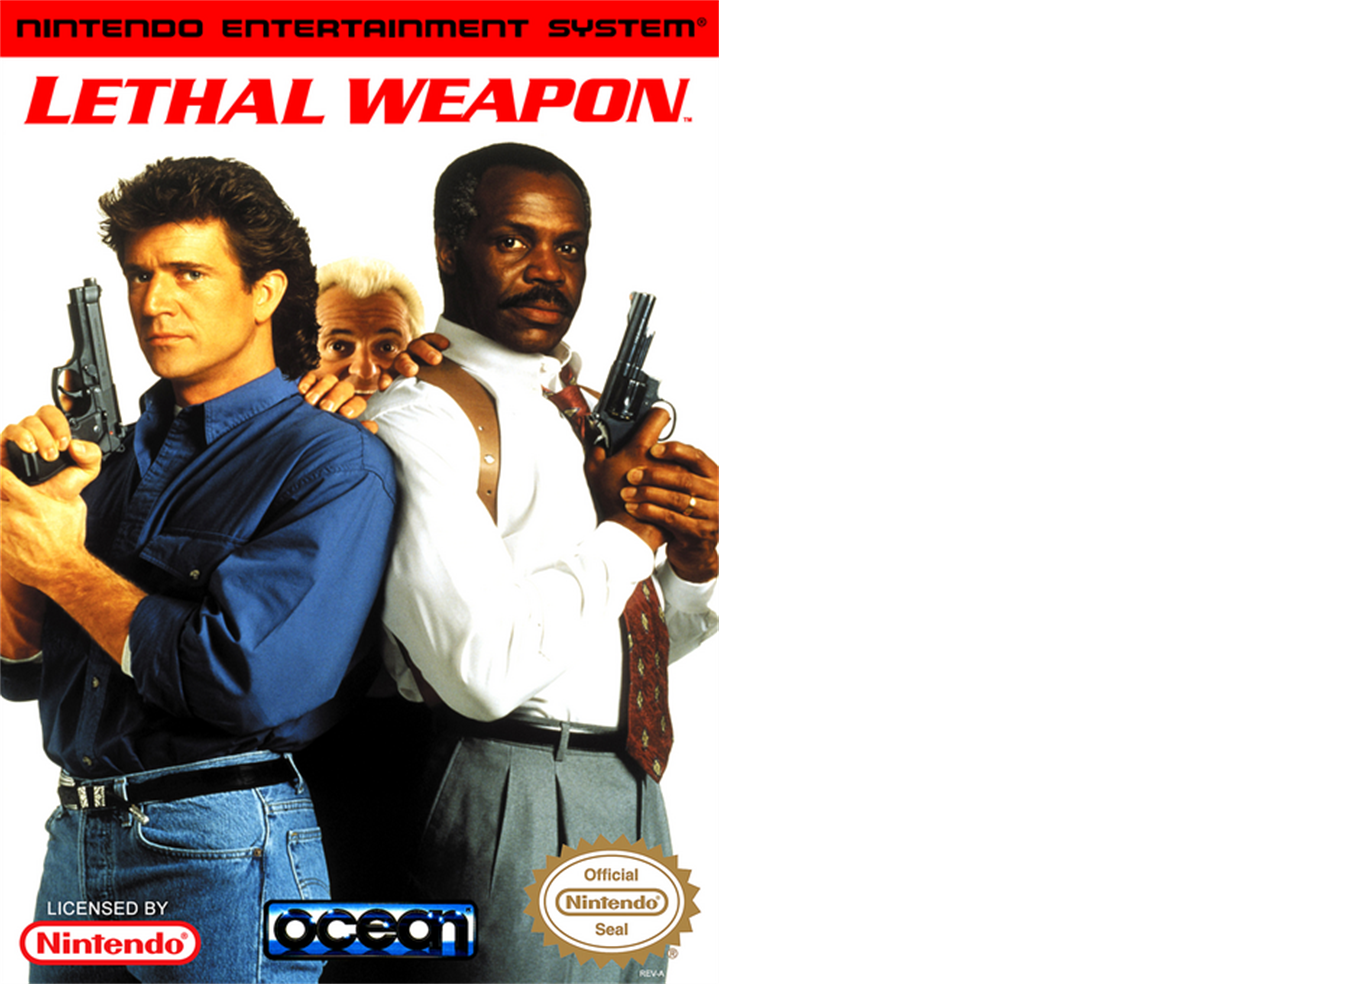 NINTENDO ENTERTAINMENT SYSTEM®
LETHAL WEAPON™
LICENSED BY
Nintendo®
ocean®
Official
Nintendo®
Seal
®
REV-A